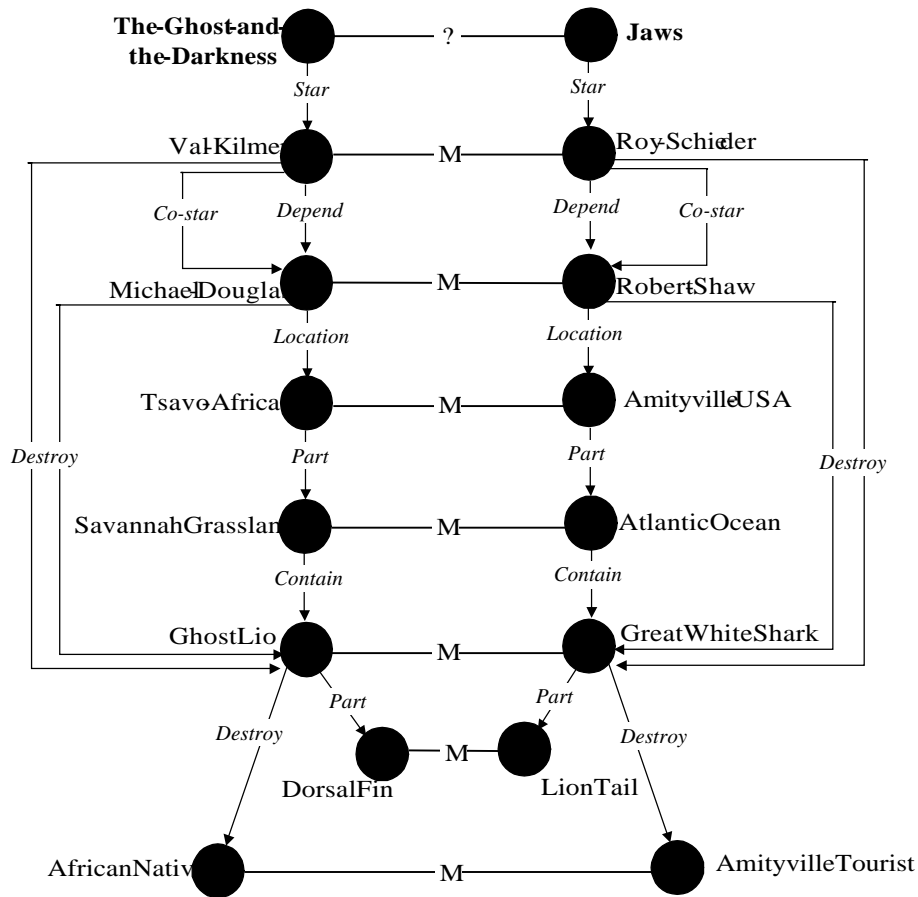 The-Ghost-and-
the-Darkness
?
Jaws
Star
Star
Val-Kilmer
M
Roy-Schieder
Co-star
Depend
Depend
Co-star
Michael-Douglas
M
Robert-Shaw
Location
Location
Tsavo-Africa
M
Amityville-USA
Destroy
Part
Part
Destroy
SavannahGrasslan
M
AtlanticOcean
Contain
Contain
GhostLio
M
GreatWhiteShark
Part
Part
Destroy
Destroy
M
DorsalFin
LionTail
AfricanNativ
M
AmityvilleTourist